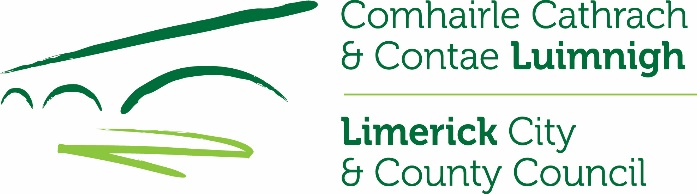 Comhairle Cathrach
& Contae Luimnigh
Limerick City
& County Council